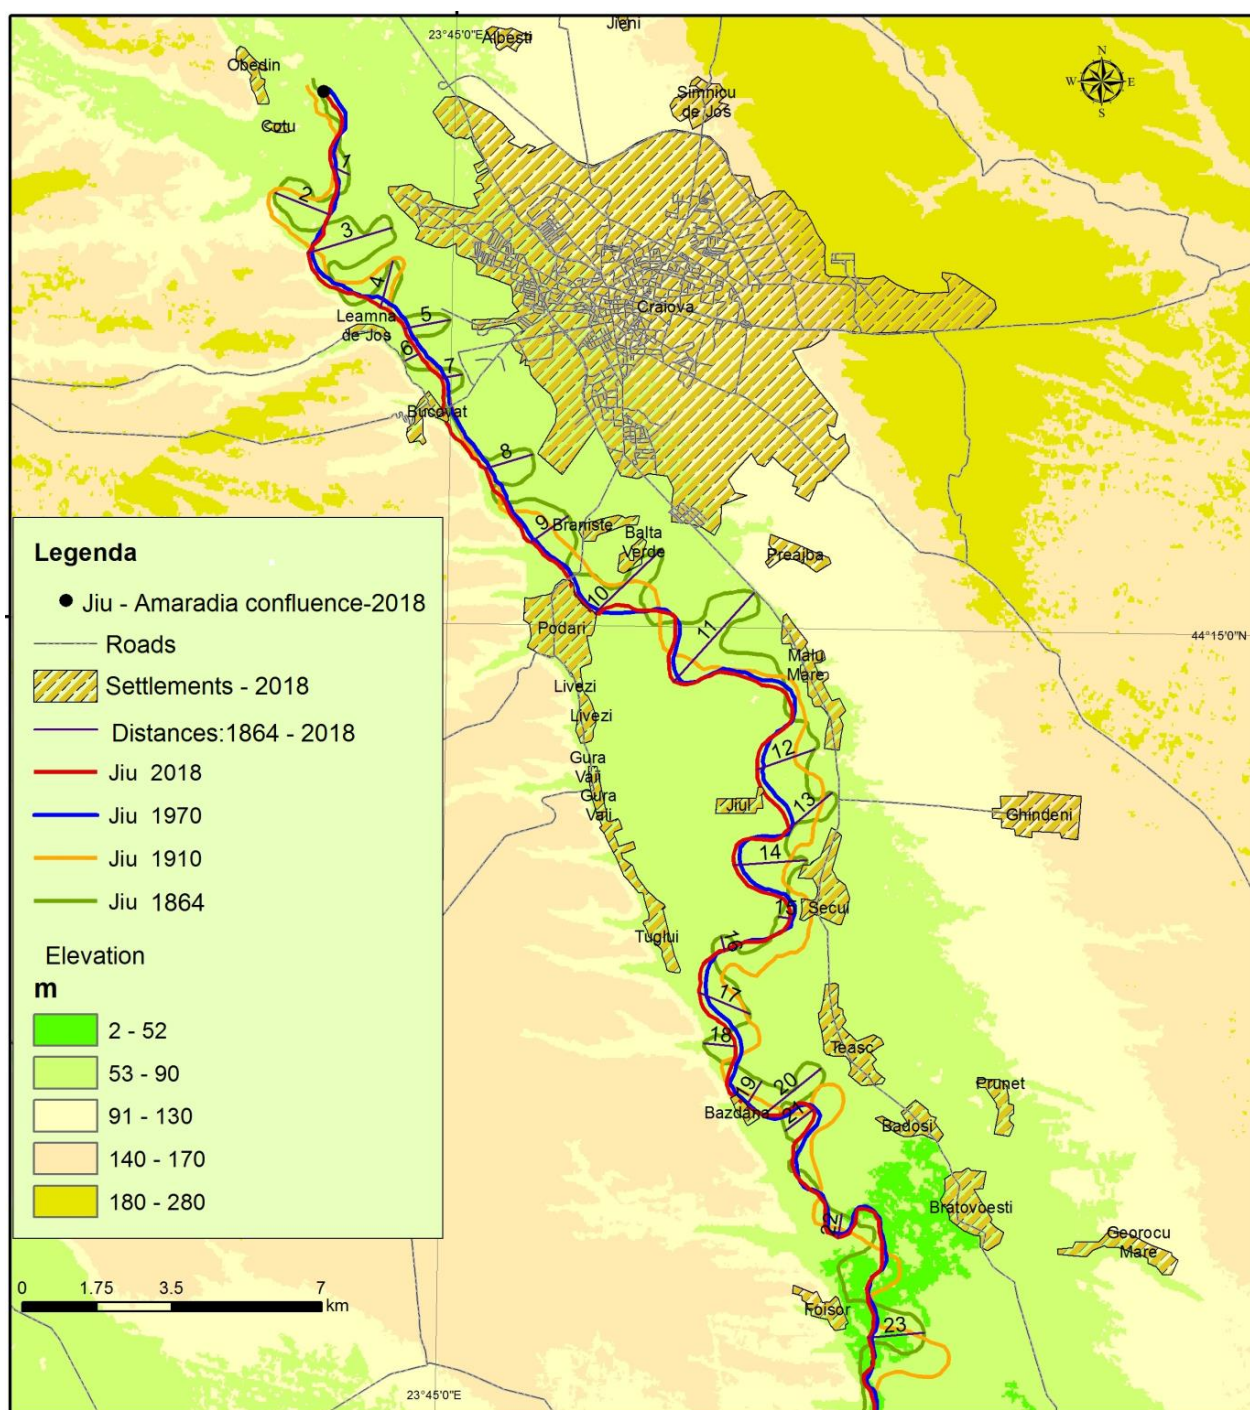 Jieni
23°45'0"E
Albesti
Obedin
N
W E
S
Simnicu
de Jos
Cotu
1
2
3
4
Craiova
Leamna
de Jos
5
6
7
Bucovat
8
9
Braniste
Balta
Verde
Preajba
10
Podari
11
44°15'0"N
Malu
Mare
Livezi
Livezi
12
Gura
Vaii
Gura
Vaii
Jiul
13
Ghindeni
14
15
Secui
Tuglui
16
17
18
Teasc
19
20
21
Bazdana
Prunet
Badosi
Bratovoesti
22
Georocu
Mare
Foisor
23
Legenda
Jiu - Amaradia confluence-2018
Roads
Settlements - 2018
Distances:1864 - 2018
Jiu 2018
Jiu 1970
Jiu 1910
Jiu 1864
Elevation
m
2 - 52
53 - 90
91 - 130
140 - 170
180 - 280
0 1.75 3.5 7
km
23°45'0"E